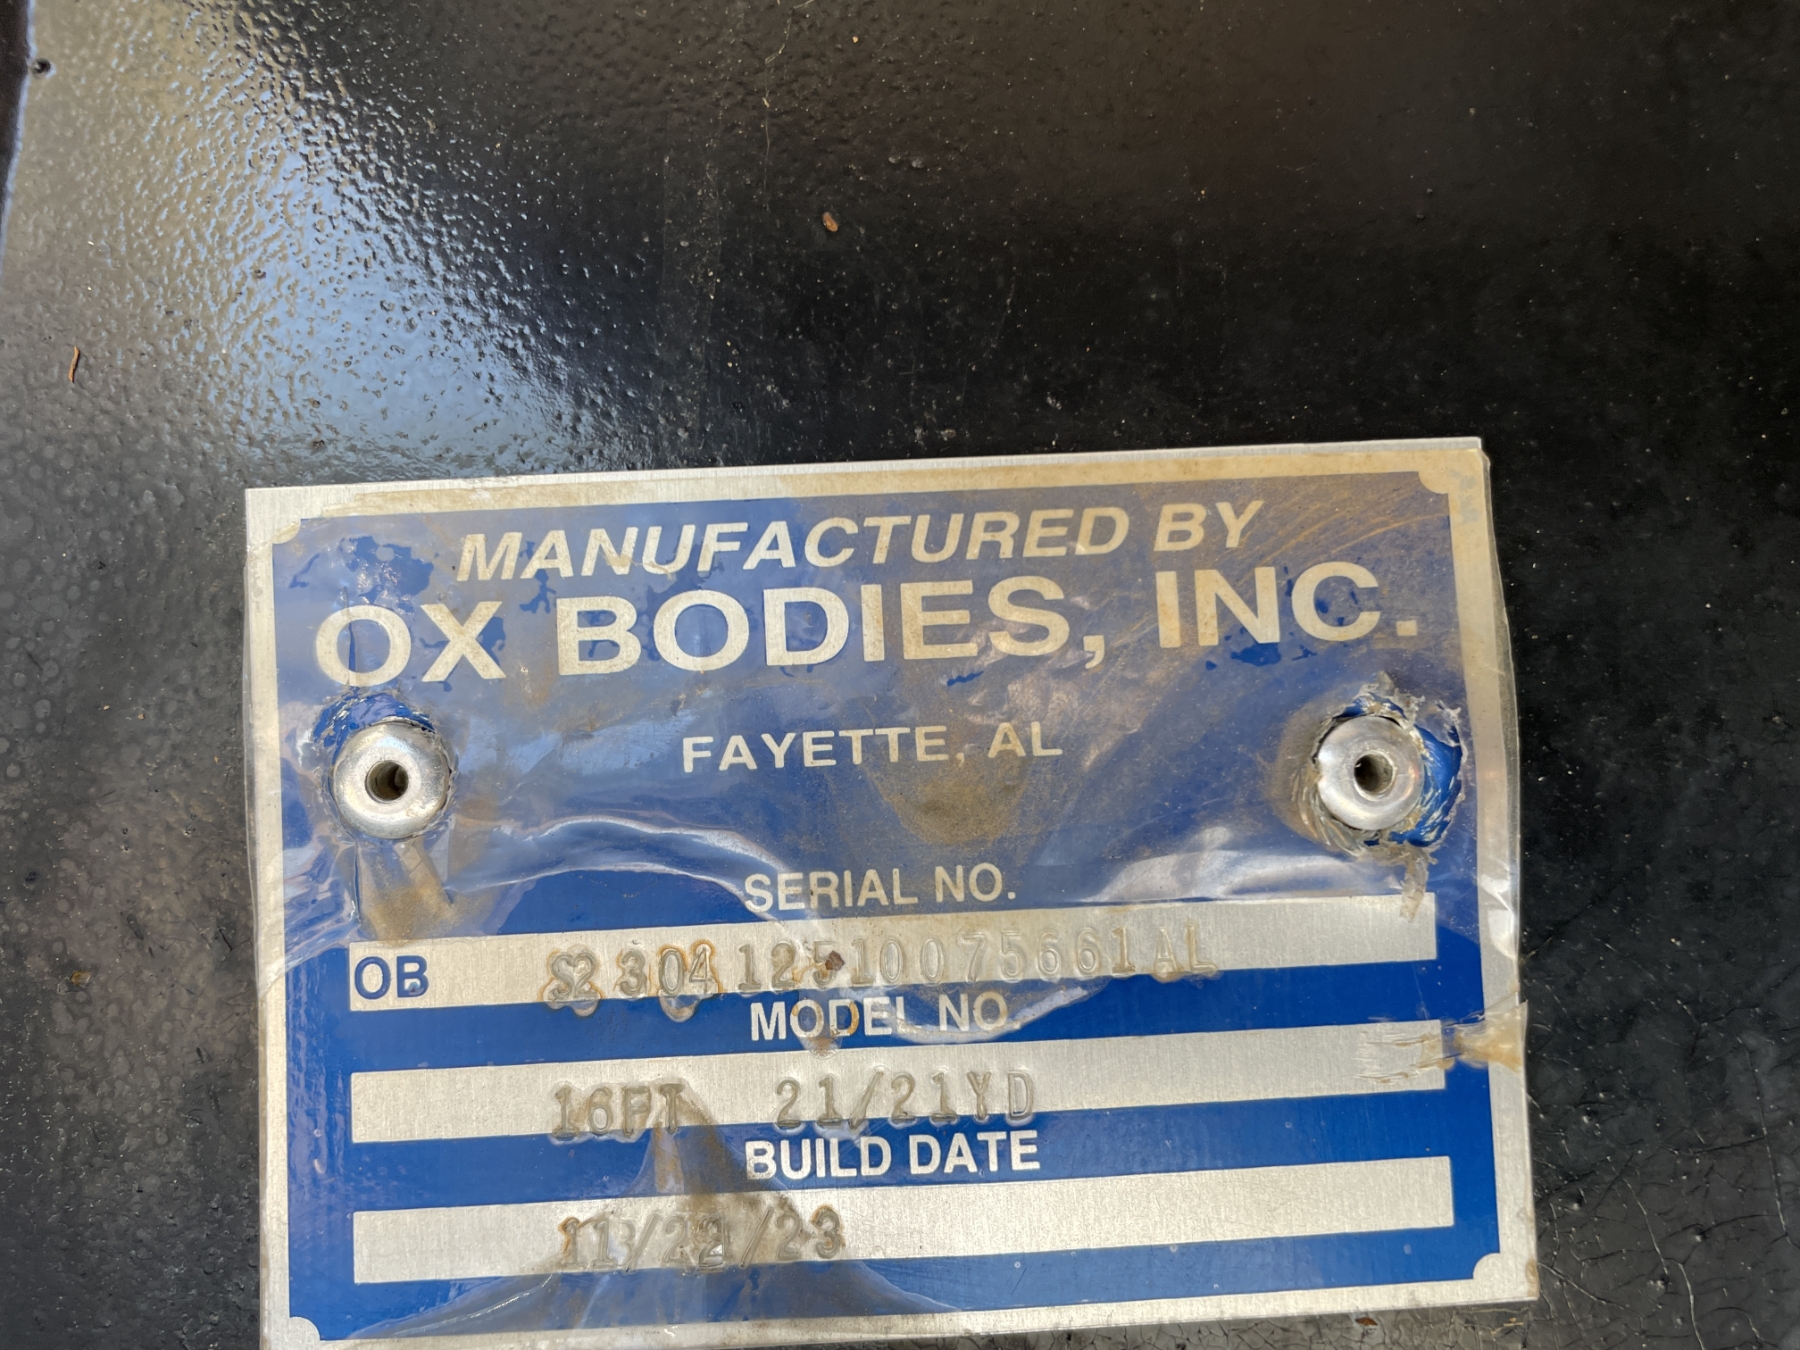 MANUFACTURED BY
OX BODIES, INC.
FAYETTE, AL
SERIAL NO.
OB S230412510075661AL
MODEL NO.
16FT 21/21YD
BUILD DATE
11/22/23